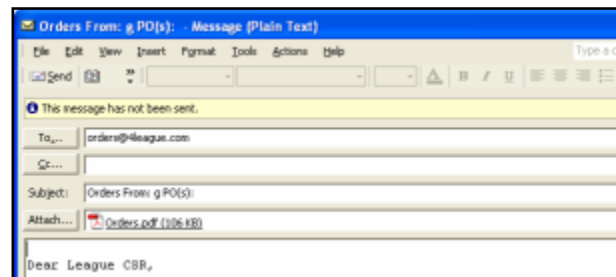 Orders From: g PO(s): - Message (Plain Text)
File Edit View Insert Format Tools Actions Help Type a
Send A B I U
This message has not been sent.
To... orders@4league.com
Cc...
Subject: Orders From: g PO(s):
Attach... Orders.pdf (106 KB)
Dear League CSR,